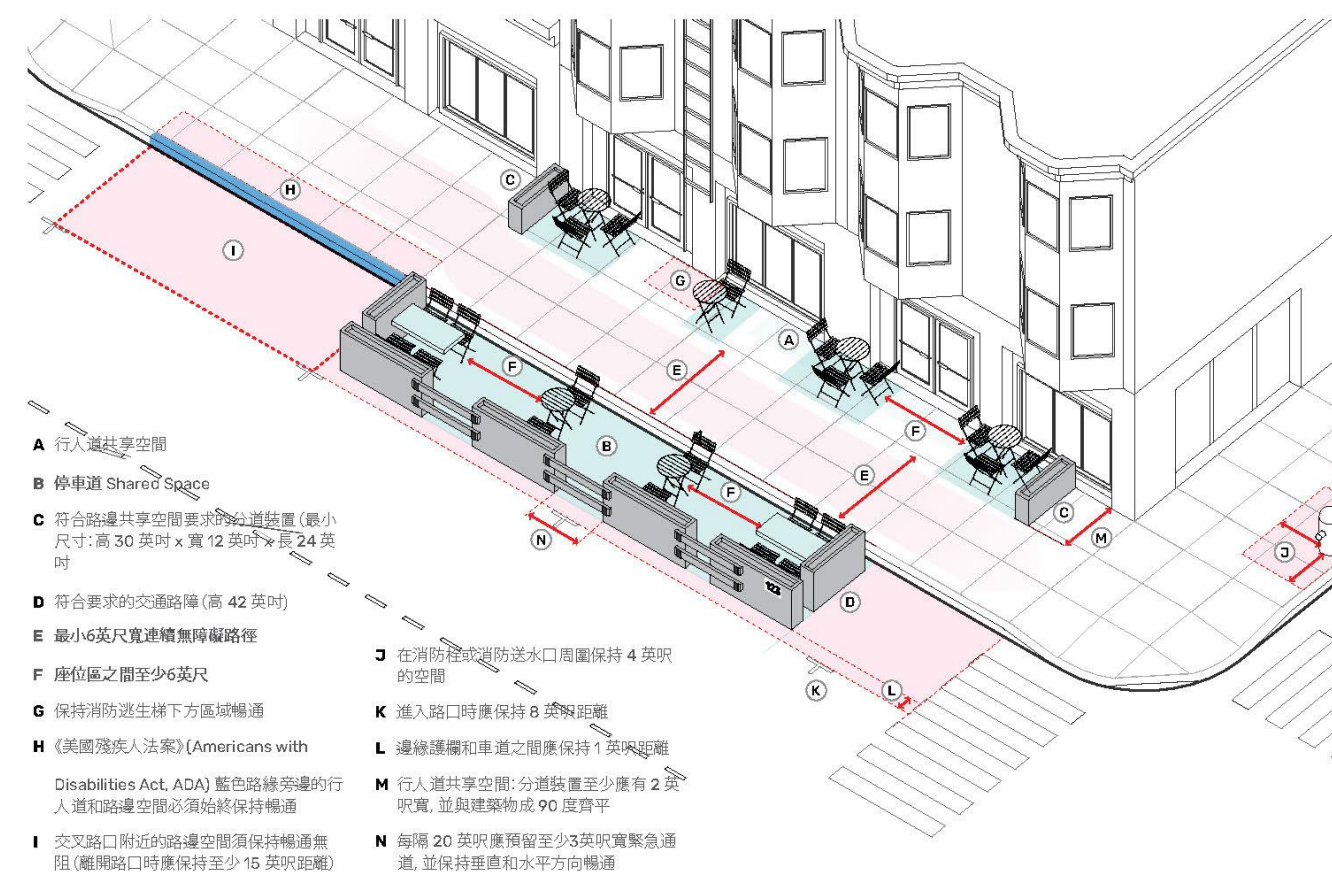 H
C
I
G
A
F
E
F
B
E
F
C
N
M
J
123
D
K
L
A 行人道共享空間
B 停車道 Shared Space
C 符合路邊共享空間要求的分道裝置(最小
尺寸:高 30 英吋 x 寬 12 英吋 x 長 24 英
吋
D 符合要求的交通路障(高 42 英吋)
E 最小6英尺寬連續無障礙路徑
F 座位區之間至少6英尺
G 保持消防逃生梯下方區域暢通
H 《美國殘疾人法案》(Americans with
Disabilities Act, ADA) 藍色路緣旁邊的行
人道和路邊空間必須始終保持暢通
I 交叉路口附近的路邊空間須保持暢通無
阻(離開路口時應保持至少 15 英呎距離)
J 在消防栓或消防送水口周圍保持 4 英呎
的空間
K 進入路口時應保持 8 英呎距離
L 邊緣護欄和車道之間應保持 1 英呎距離
M 行人道共享空間:分道裝置至少應有 2 英
呎寬, 並與建築物成 90 度齊平
N 每隔 20 英呎應預留至少3英呎寬緊急通
道, 並保持垂直和水平方向暢通